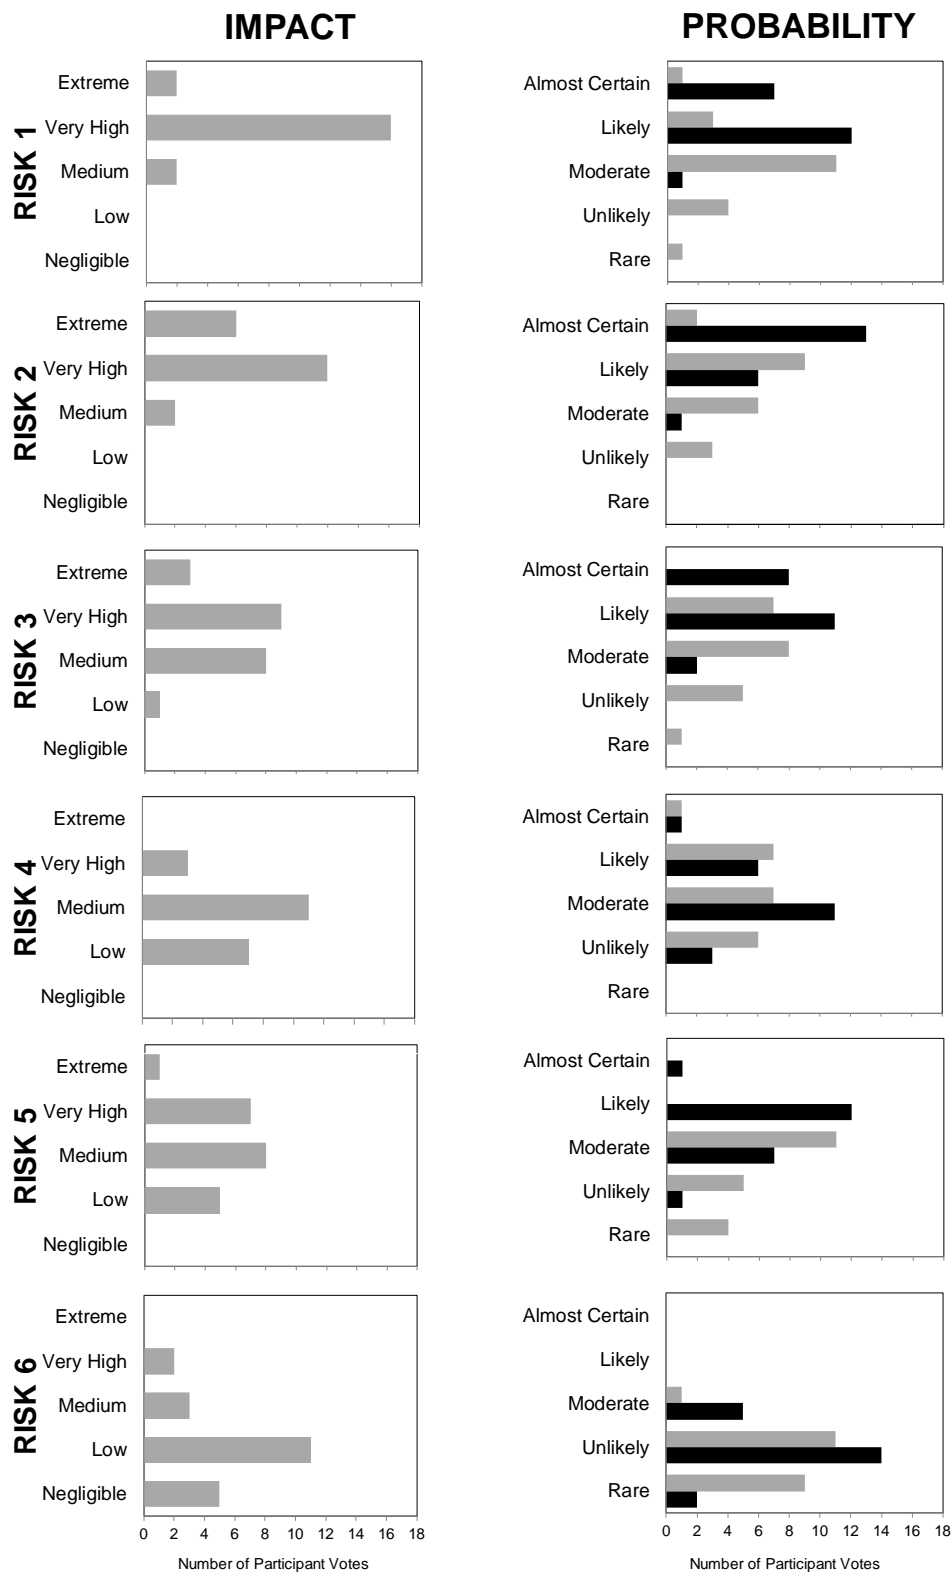 IMPACT
RISK 1
Extreme
Very High
Medium
Low
Negligible
RISK 2
Extreme
Very High
Medium
Low
Negligible
RISK 3
Extreme
Very High
Medium
Low
Negligible
RISK 4
Extreme
Very High
Medium
Low
Negligible
RISK 5
Extreme
Very High
Medium
Low
Negligible
RISK 6
Extreme
Very High
Medium
Low
Negligible
0 2 4 6 8 10 12 14 16 18
Number of Participant Votes
PROBABILITY
Almost Certain
Likely
Moderate
Unlikely
Rare
Almost Certain
Likely
Moderate
Unlikely
Rare
Almost Certain
Likely
Moderate
Unlikely
Rare
Almost Certain
Likely
Moderate
Unlikely
Rare
Almost Certain
Likely
Moderate
Unlikely
Rare
Almost Certain
Likely
Moderate
Unlikely
Rare
0 2 4 6 8 10 12 14 16 18
Number of Participant Votes